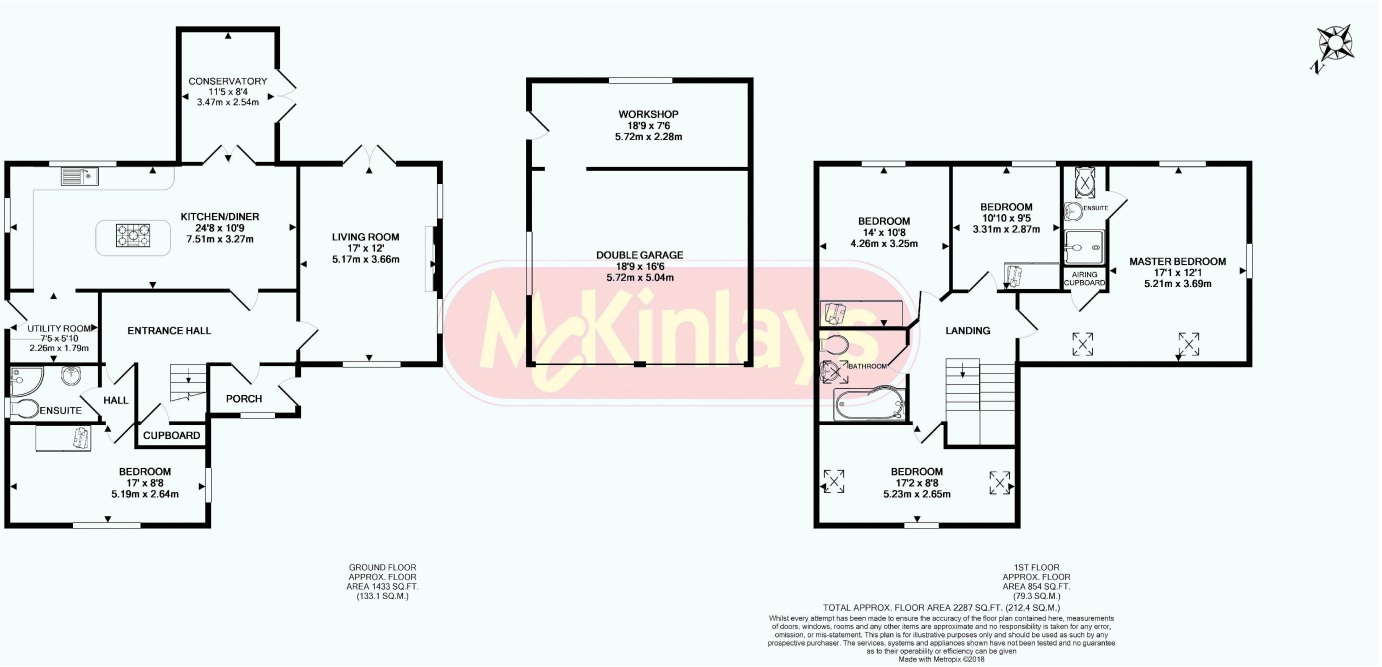 N
CONSERVATORY
11'5 x 8'4
3.47m x 2.54m
KITCHEN/DINER
24'8 x 10'9
7.51m x 3.27m
LIVING ROOM
17' x 12'
5.17m x 3.66m
UTILITY ROOM
7'5 x 5'10
2.26m x 1.79m
ENTRANCE HALL
ENSUITE
HALL
PORCH
CUPBOARD
BEDROOM
17' x 8'8
5.19m x 2.64m
GROUND FLOOR
APPROX. FLOOR
AREA 1433 SQ.FT.
(133.1 SQ.M.)
WORKSHOP
18'9 x 7'6
5.72m x 2.28m
DOUBLE GARAGE
18'9 x 16'6
5.72m x 5.04m
McKinlays
BEDROOM
14' x 10'8
4.26m x 3.25m
BEDROOM
10'10 x 9'5
3.31m x 2.87m
ENSUITE
AIRING
CUPBOARD
MASTER BEDROOM
17'1 x 12'1
5.21m x 3.69m
LANDING
BATHROOM
BEDROOM
17'2 x 8'8
5.23m x 2.65m
1ST FLOOR
APPROX. FLOOR
AREA 854 SQ.FT.
(79.3 SQ.M.)
TOTAL APPROX. FLOOR AREA 2287 SQ.FT. (212.4 SQ.M.)
Whilst every attempt has been made to ensure the accuracy of the floor plan contained here, measurements
of doors, windows, rooms and any other items are approximate and no responsibility is taken for any error,
omission, or mis-statement. This plan is for illustrative purposes only and should be used as such by any
prospective purchaser. The services, systems and appliances shown have not been tested and no guarantee
as to their operability or efficiency can be given
Made with Metropix ©2018